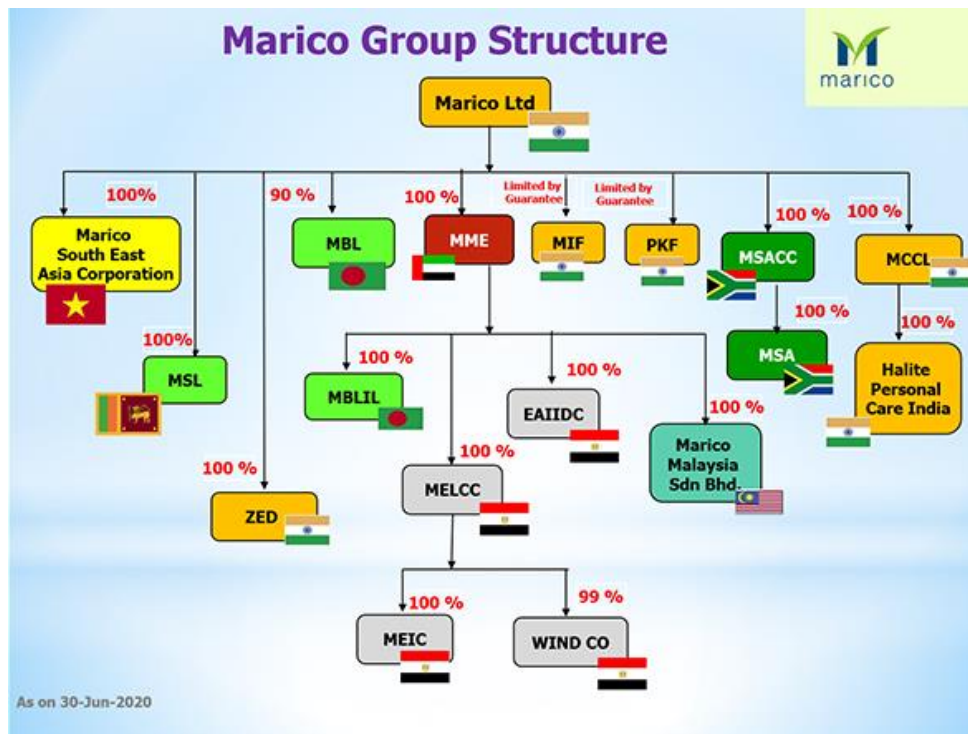 Marico Group Structure
marico
Marico Ltd
100%
90 %
100 %
Limited by
Guarantee
Limited by
Guarantee
100 %
100 %
Marico
South East
Asia Corporation
MBL
MME
MIF
PKF
MSACC
MCCL
100%
MSL
100 %
MBLIL
100 %
EAIIDC
100 %
MSA
100 %
Halite
Personal
Care India
100 %
Marico
Malaysia
Sdn Bhd.
100 %
ZED
100 %
MELCC
100 %
MEIC
99 %
WIND CO
As on 30-Jun-2020